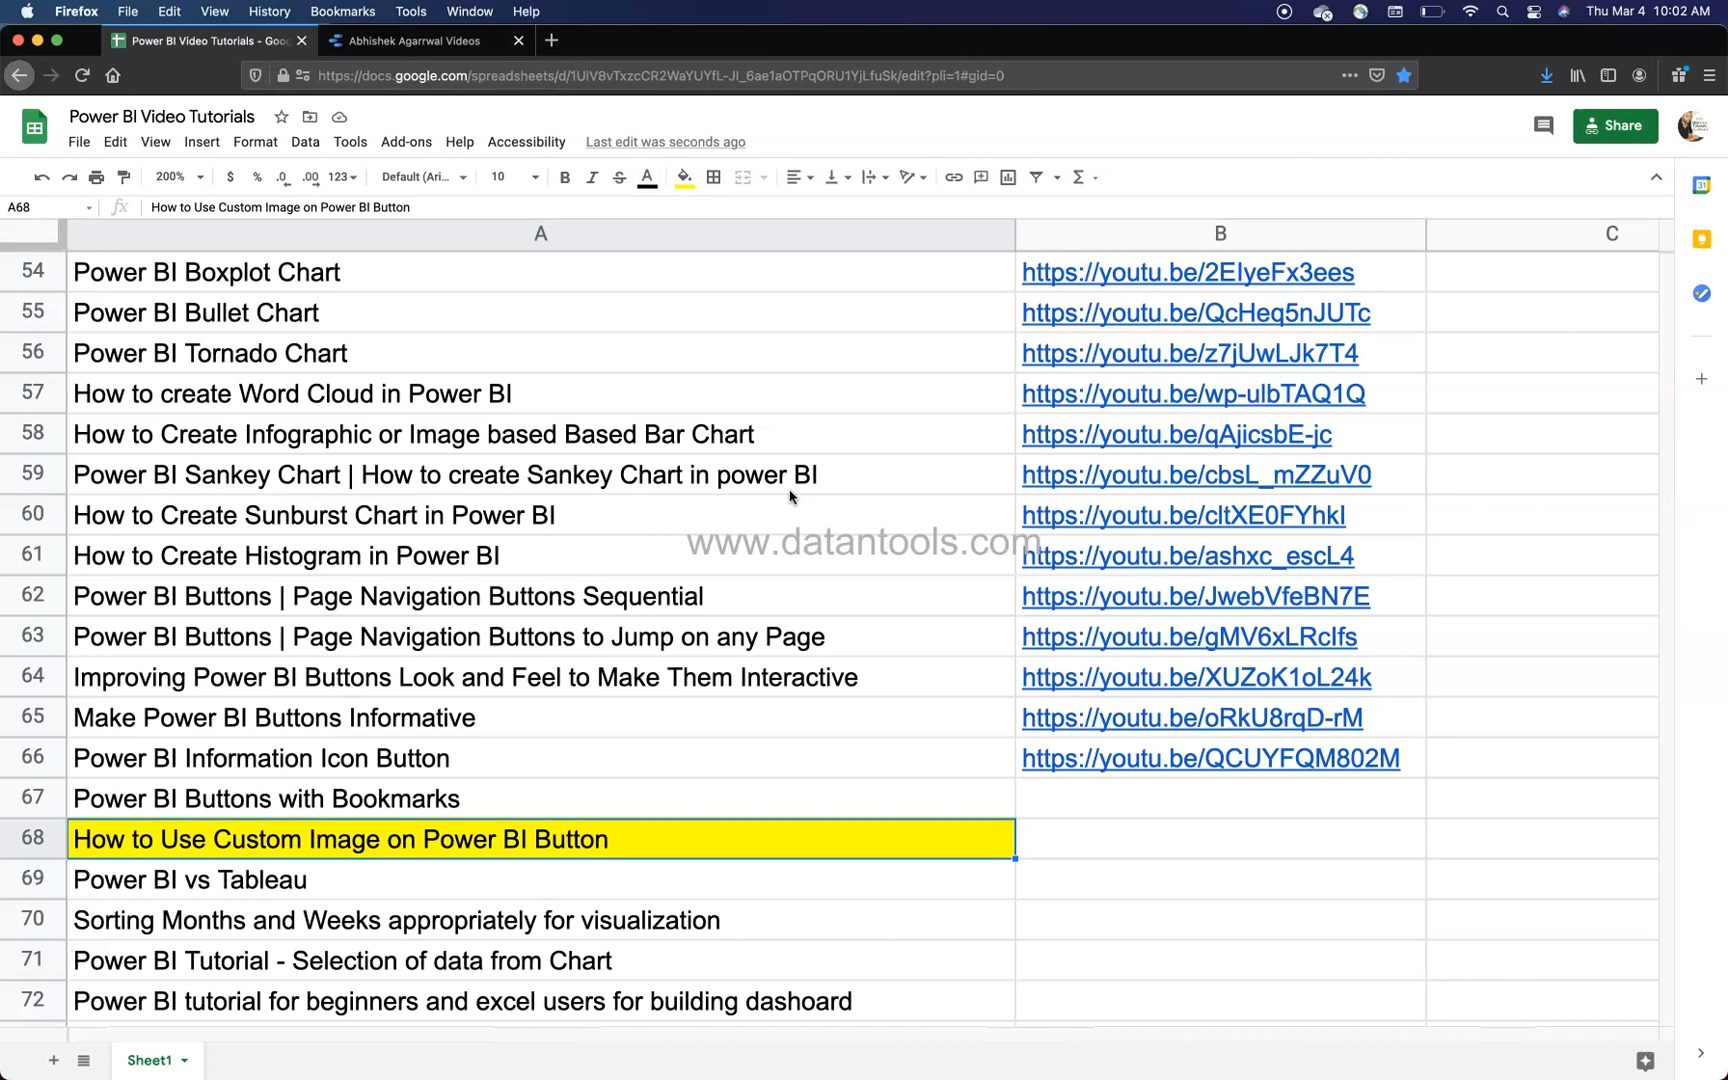 Firefox File Edit View History Bookmarks Tools Window Help Thu Mar 4 10:02 AM
Power BI Video Tutorials - Goo Abhishek Agarrwal Videos
https://docs.google.com/spreadsheets/d/1UIV8vTxzcCR2WaYUYfL-Jl_6ae1aOTPqORU1YjLfuSk/edit?pli=1#gid=0
Power BI Video Tutorials
Share
File Edit View Insert Format Data Tools Add-ons Help Accessibility Last edit was seconds ago
200% $ % .0 .00 123 Default (Ari... 10 B I S A
31
A68 fx How to Use Custom Image on Power BI Button
A B C
54 Power BI Boxplot Chart https://youtu.be/2EIyeFx3ees
55 Power BI Bullet Chart https://youtu.be/QcHeq5nJUTc
56 Power BI Tornado Chart https://youtu.be/z7jUwLJk7T4
57 How to create Word Cloud in Power BI https://youtu.be/wp-ulbTAQ1Q
58 How to Create Infographic or Image based Based Bar Chart https://youtu.be/qAjicsbE-jc
59 Power BI Sankey Chart | How to create Sankey Chart in power BI https://youtu.be/cbsL_mZZuV0
60 How to Create Sunburst Chart in Power BI https://youtu.be/cltXE0FYhkI
www.datantools.com
61 How to Create Histogram in Power BI https://youtu.be/ashxc_escL4
62 Power BI Buttons | Page Navigation Buttons Sequential https://youtu.be/JwebVfeBN7E
63 Power BI Buttons | Page Navigation Buttons to Jump on any Page https://youtu.be/gMV6xLRcIfs
64 Improving Power BI Buttons Look and Feel to Make Them Interactive https://youtu.be/XUZoK1oL24k
65 Make Power BI Buttons Informative https://youtu.be/oRkU8rqD-rM
66 Power BI Information Icon Button https://youtu.be/QCUYFQM802M
67 Power BI Buttons with Bookmarks
68 How to Use Custom Image on Power BI Button
69 Power BI vs Tableau
70 Sorting Months and Weeks appropriately for visualization
71 Power BI Tutorial - Selection of data from Chart
72 Power BI tutorial for beginners and excel users for building dashoard
Sheet1